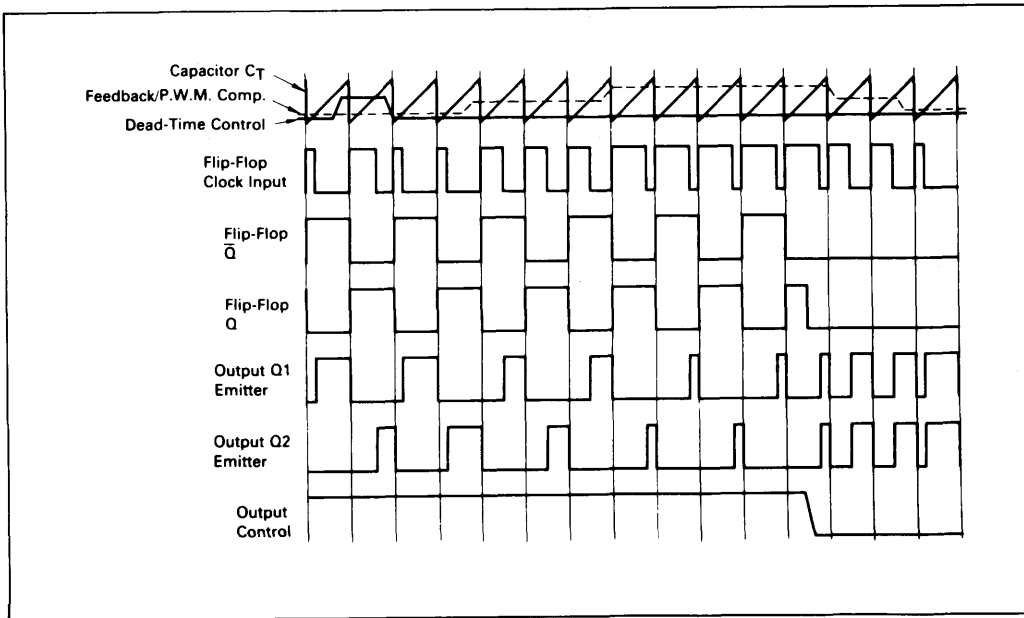 Capacitor CT
Feedback/P.W.M. Comp.
Dead-Time Control
Flip-Flop
Clock Input
Flip-Flop
Q̅
Flip-Flop
Q
Output Q1
Emitter
Output Q2
Emitter
Output
Control